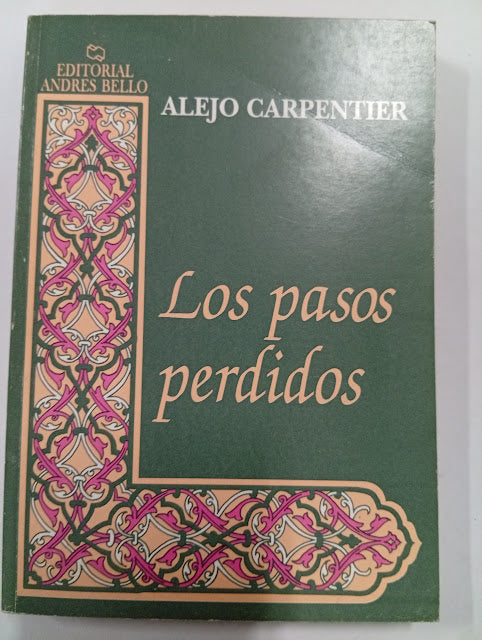 EDITORIAL
ANDRES BELLO
ALEJO CARPENTIER
Los pasos
perdidos